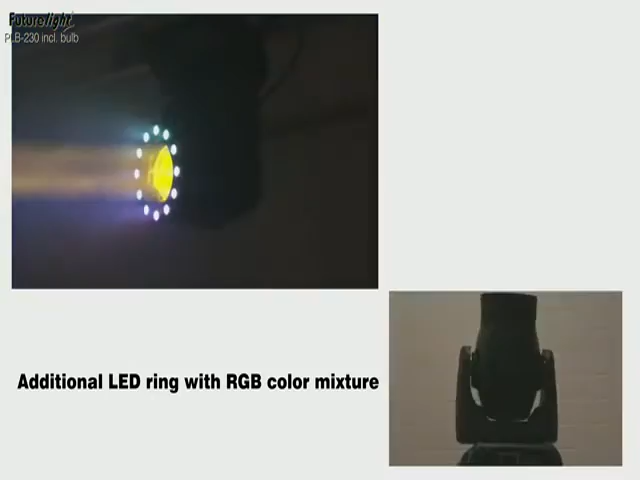 Futurelight
PLB-230 incl. bulb
Additional LED ring with RGB color mixture